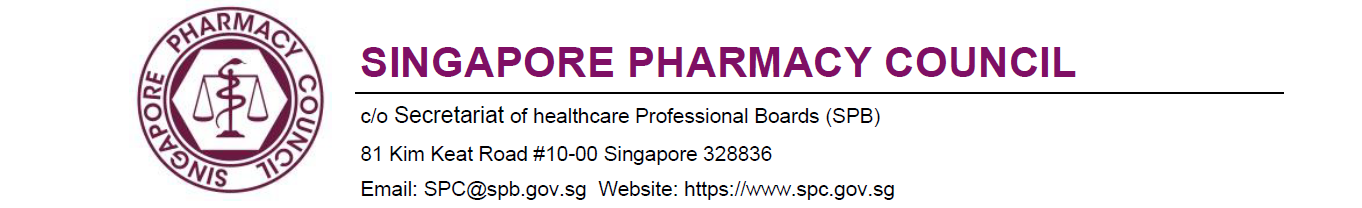 SINGAPORE PHARMACY COUNCIL
SINGAPORE PHARMACY COUNCIL
c/o Secretariat of healthcare Professional Boards (SPB)
81 Kim Keat Road #10-00 Singapore 328836
Email: SPC@spb.gov.sg  Website: https://www.spc.gov.sg